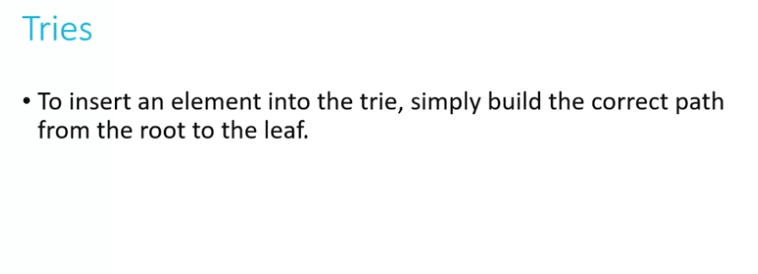 Tries
• To insert an element into the trie, simply build the correct path
from the root to the leaf.